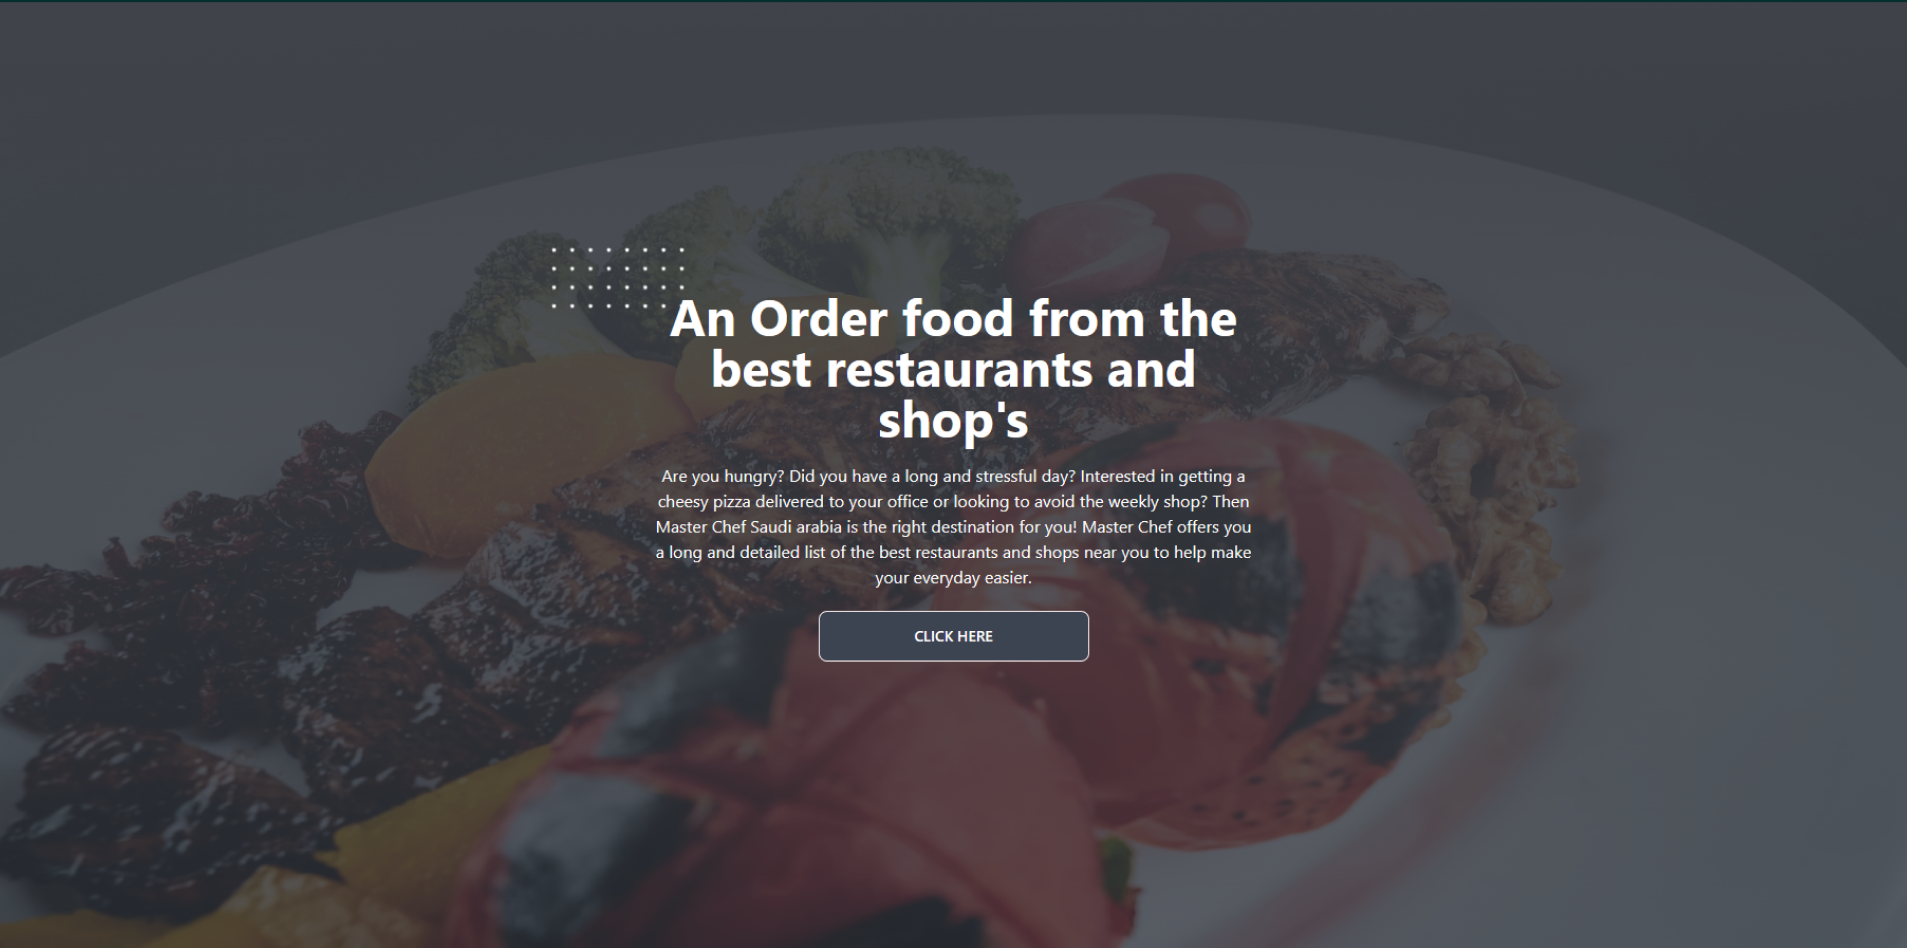 An Order food from the
best restaurants and
shop's
Are you hungry? Did you have a long and stressful day? Interested in getting a
cheesy pizza delivered to your office or looking to avoid the weekly shop? Then
Master Chef Saudi arabia is the right destination for you! Master Chef offers you
a long and detailed list of the best restaurants and shops near you to help make
your everyday easier.
CLICK HERE